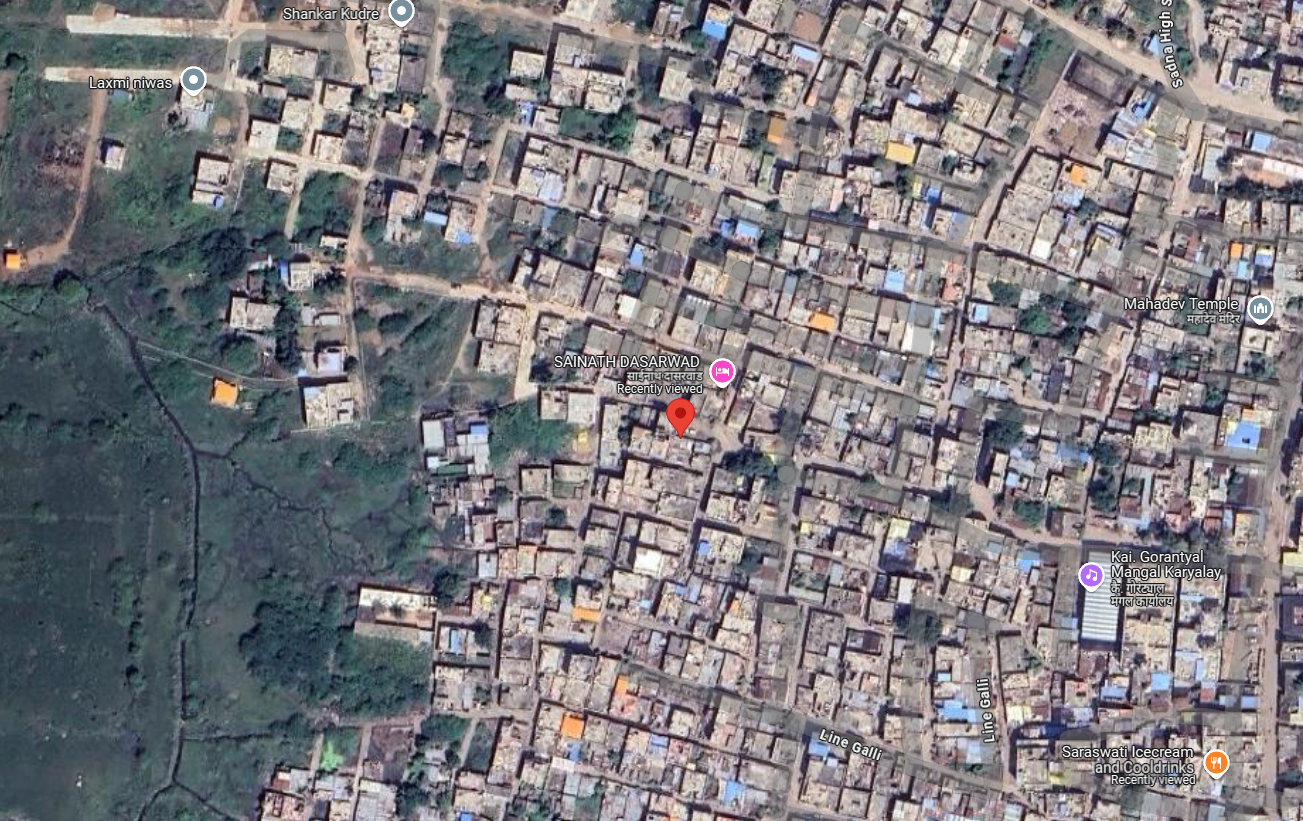 Shankar Kudre
Laxmi niwas
Sadna High S
Mahadev Temple
महादेव मंदिर
SAINATH DASARWAD
साईनाथ दासरवाड
Recently viewed
Kai. Gorantyal
Mangal Karyalay
कै. गोरंट्याल
मंगल कार्यालय
Line Galli
Line Galli
Saraswati Icecream
and Cooldrinks
Recently viewed